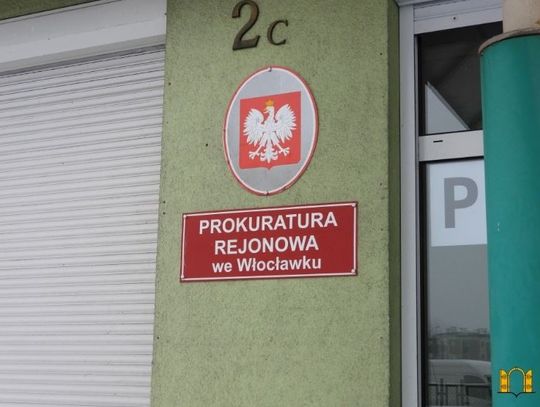 2c
PROKURATURA
REJONOWA
we Włocławku
P